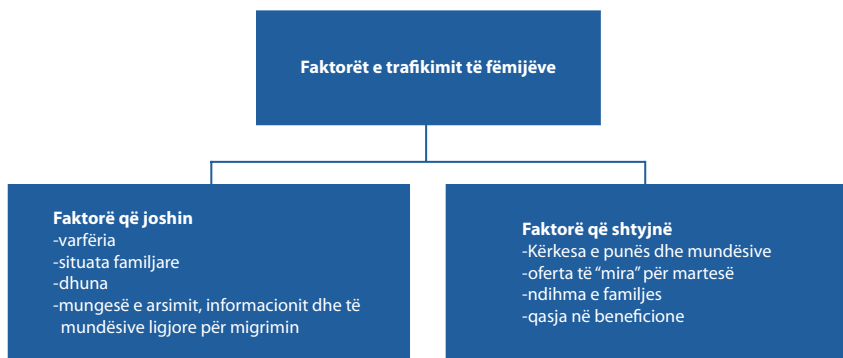 Faktorët e trafikimit të fëmijëve
Faktorë që joshin
-varfëria
-situata familjare
-dhuna
-mungesë e arsimit, informacionit dhe të
mundësive ligjore për migrimin
Faktorë që shtyjnë
-Kërkesa e punës dhe mundësive
-oferta të “mira” për martesë
-ndihma e familjes
-qasja në beneficione